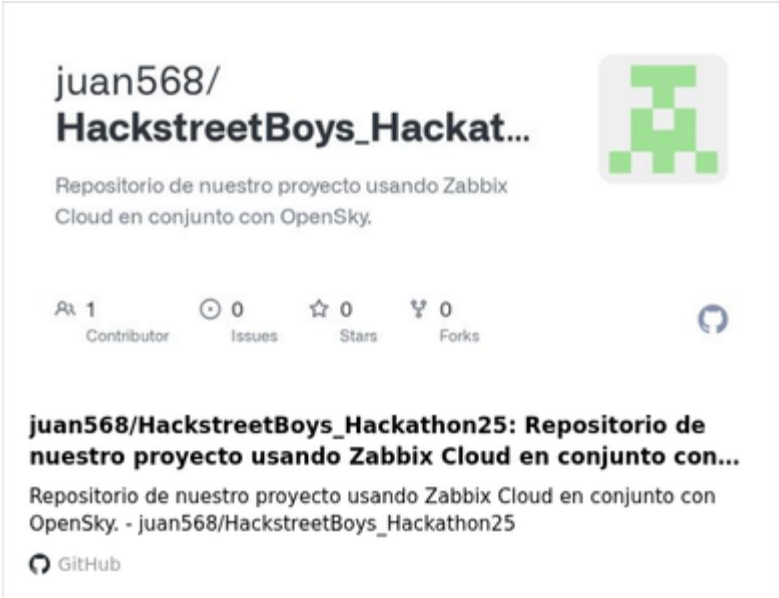 juan568/
HackstreetBoys_Hackat...
Repositorio de nuestro proyecto usando Zabbix
Cloud en conjunto con OpenSky.
1 0 0 0
Contributor Issues Stars Forks
juan568/HackstreetBoys_Hackathon25: Repositorio de
nuestro proyecto usando Zabbix Cloud en conjunto con...
Repositorio de nuestro proyecto usando Zabbix Cloud en conjunto con
OpenSky. - juan568/HackstreetBoys_Hackathon25
GitHub